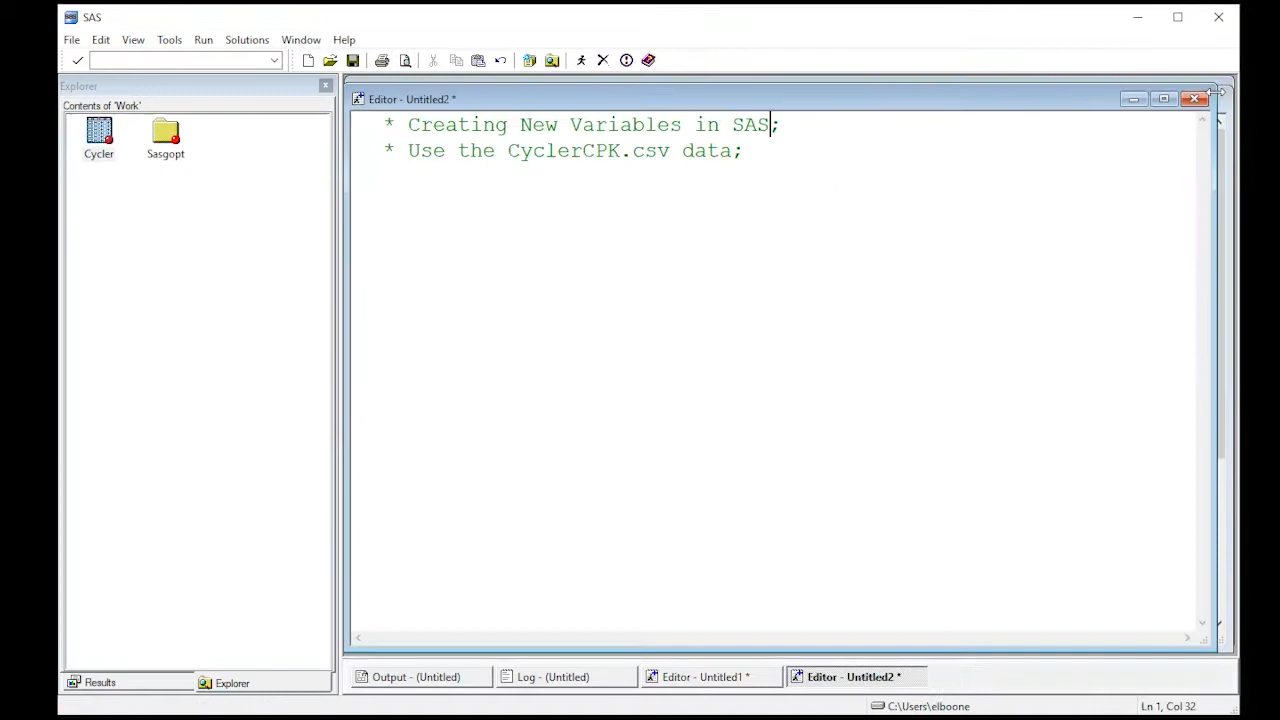 SAS
File Edit View Tools Run Solutions Window Help
Explorer
Contents of 'Work'
Cycler
Sasgopt
Editor - Untitled2 *
* Creating New Variables in SAS;
* Use the CyclerCPK.csv data;
Results
Explorer
Output - (Untitled)
Log - (Untitled)
Editor - Untitled1 *
Editor - Untitled2 *
C:\Users\elboone
Ln 1, Col 32